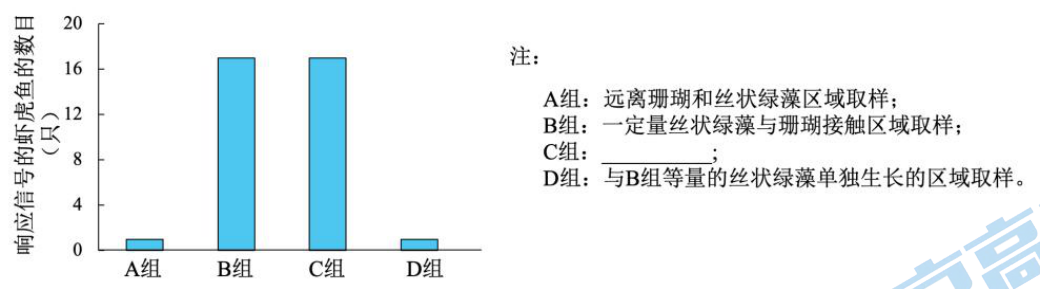 响应信号的虾虎鱼的数目
（只）
20
16
12
8
4
0
A组
B组
C组
D组
注：
A组：远离珊瑚和丝状绿藻区域取样；
B组：一定量丝状绿藻与珊瑚接触区域取样；
C组：__________；
D组：与B组等量的丝状绿藻单独生长的区域取样。